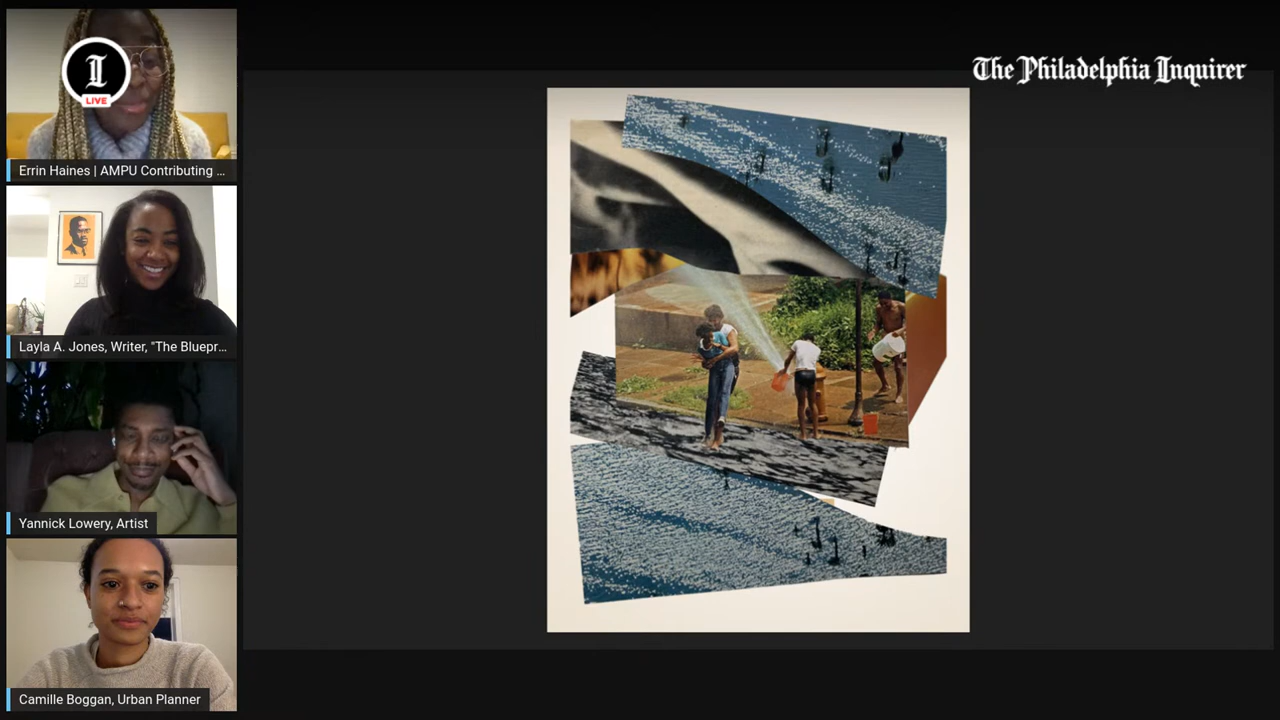 I
LIVE
The Philadelphia Inquirer
Errin Haines | AMPU Contributing ...
Layla A. Jones, Writer, "The Bluepr...
Yannick Lowery, Artist
Camille Boggan, Urban Planner